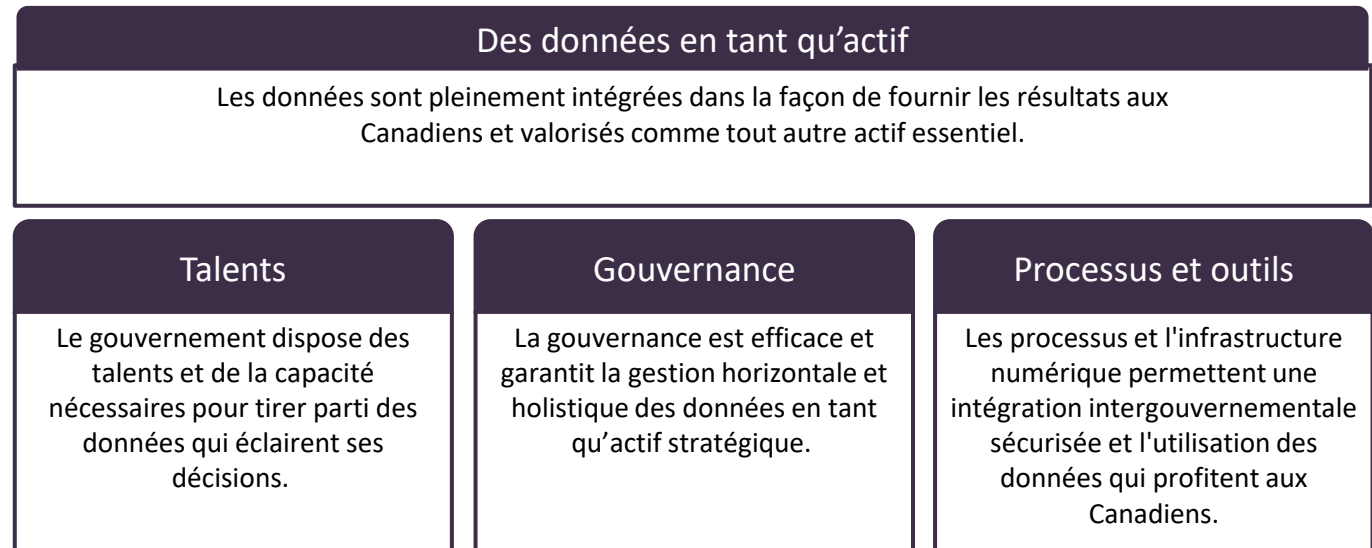 Des données en tant qu’actif
Les données sont pleinement intégrées dans la façon de fournir les résultats aux
Canadiens et valorisés comme tout autre actif essentiel.
Talents
Le gouvernement dispose des
talents et de la capacité
nécessaires pour tirer parti des
données qui éclairent ses
décisions.
Gouvernance
La gouvernance est efficace et
garantit la gestion horizontale et
holistique des données en tant
qu’actif stratégique.
Processus et outils
Les processus et l'infrastructure
numérique permettent une
intégration intergouvernementale
sécurisée et l'utilisation des
données qui profitent aux
Canadiens.